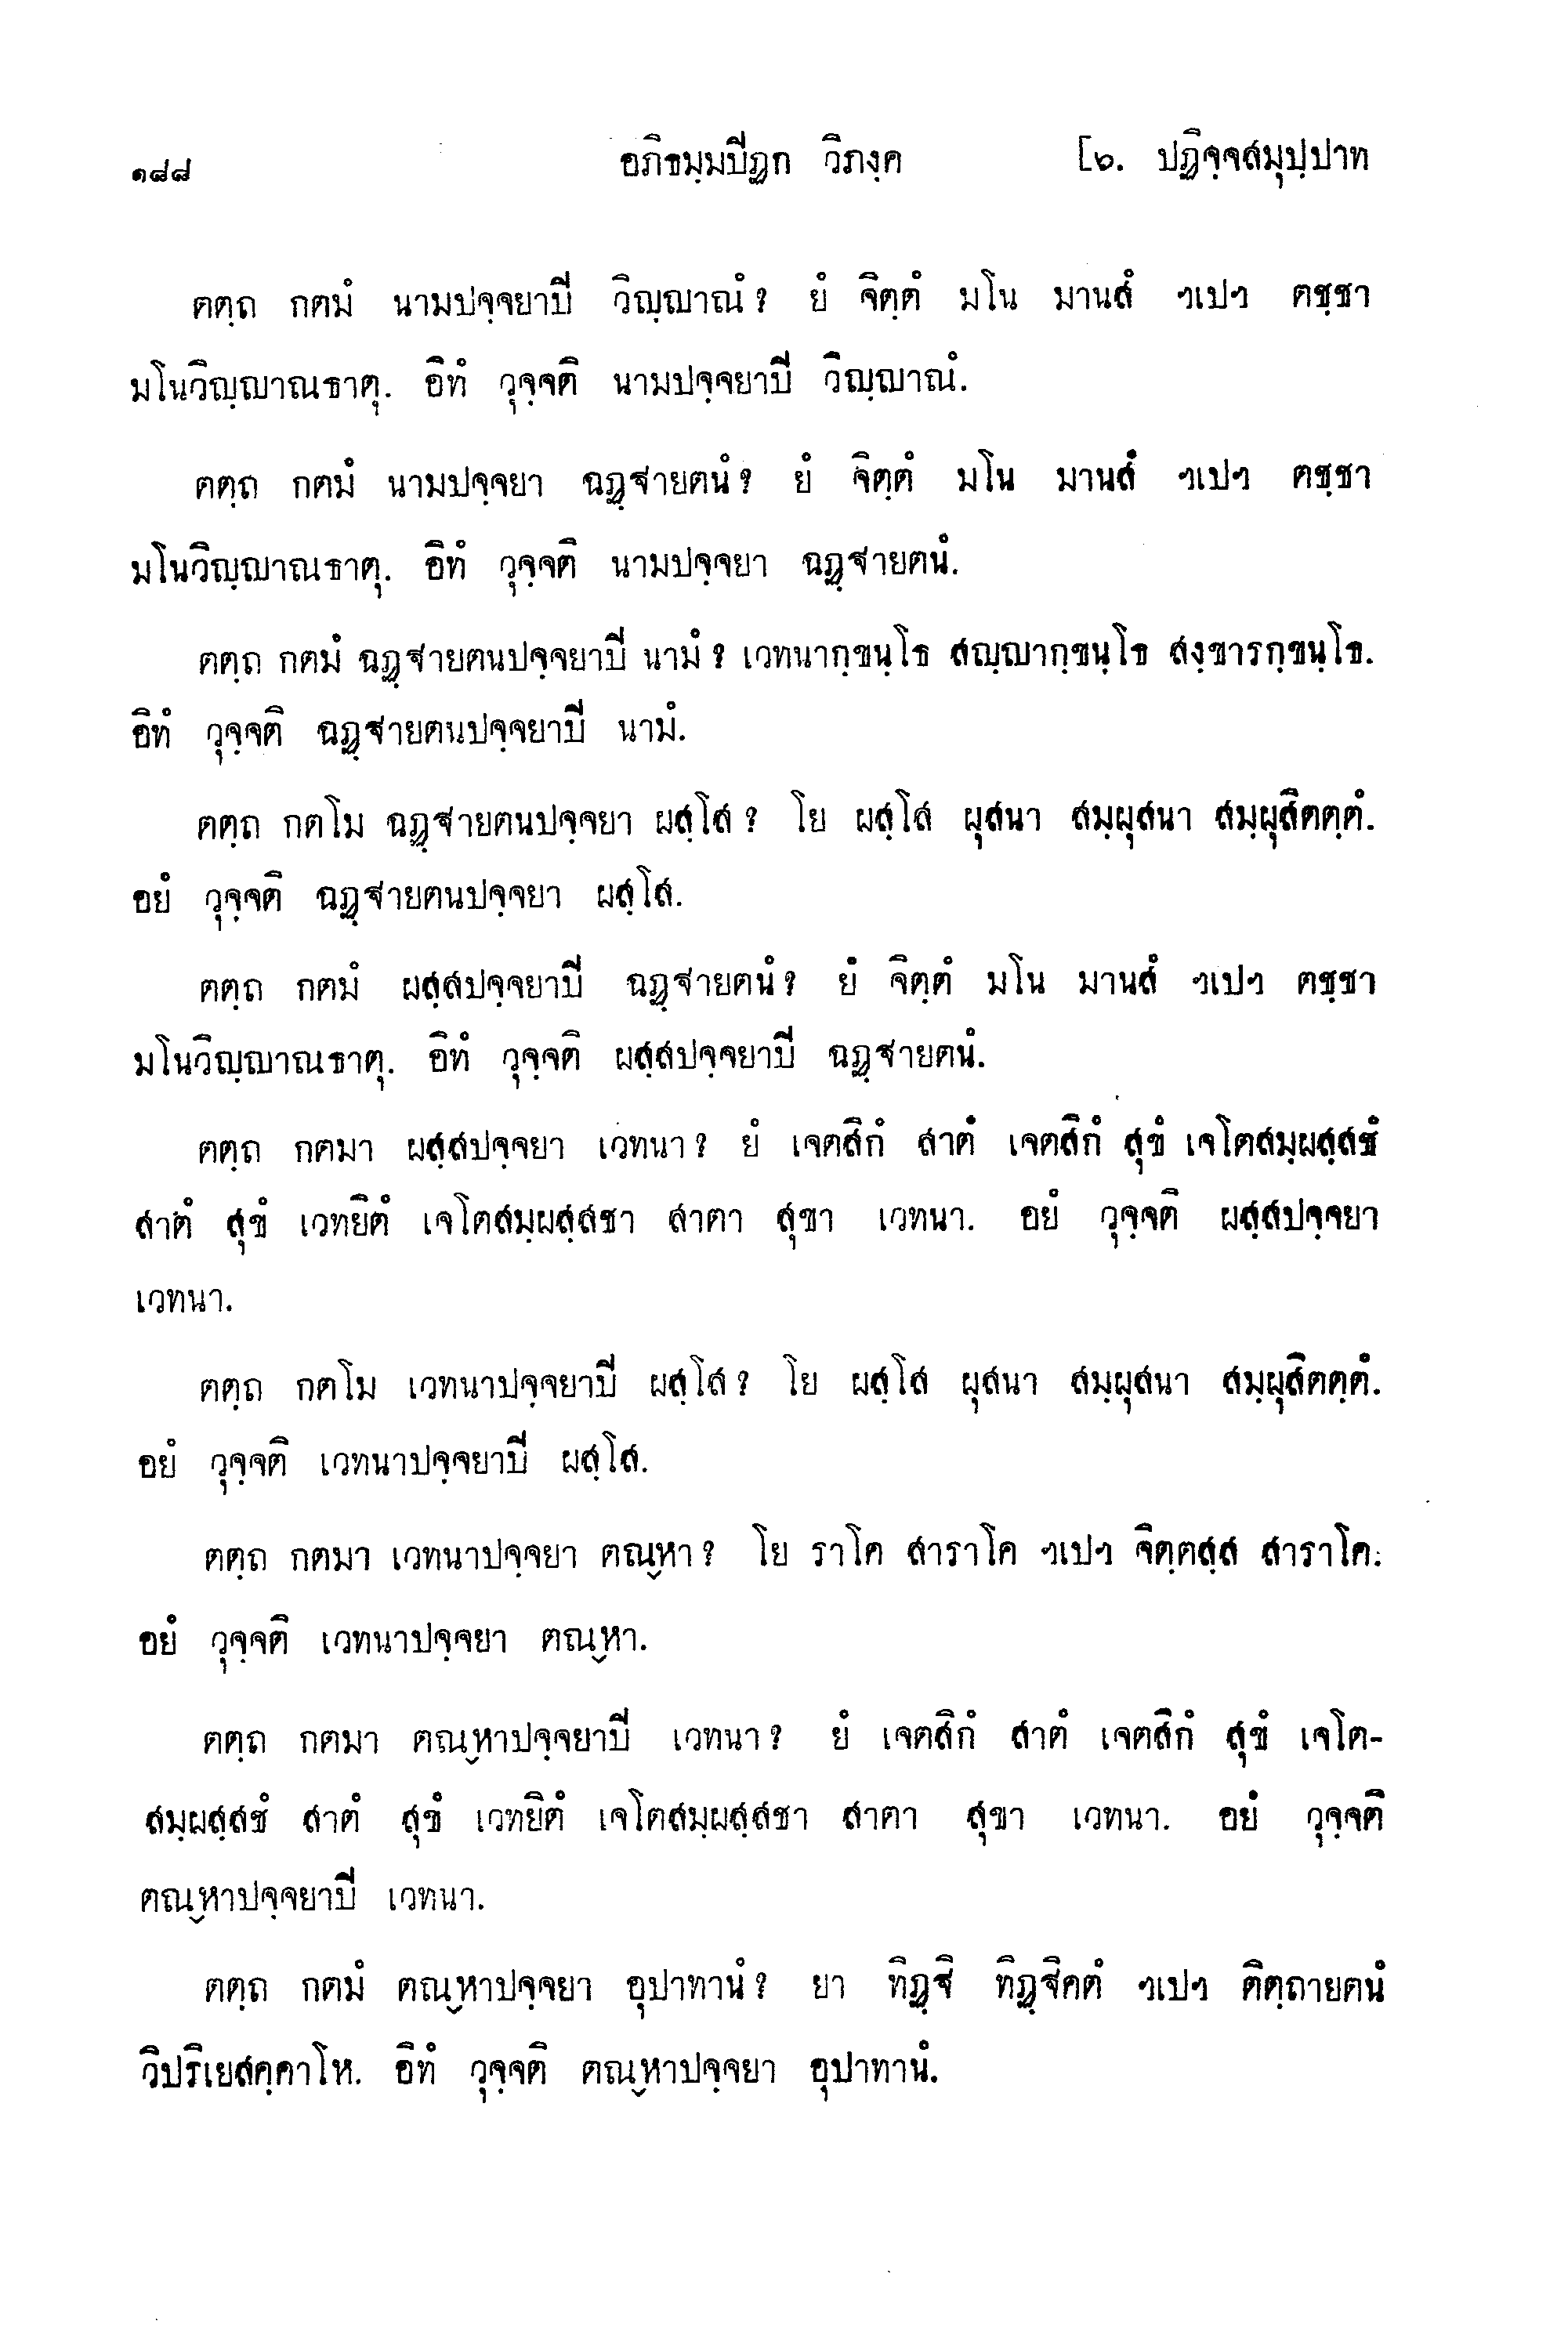 ๑๘๘ อภิธมฺมปิฏก วิภงฺค [๖. ปฏิจฺจสมุปฺปาท
ตตฺถ กตมํ นามปจฺจยาปิ วิญฺญาณํ? ยํ จิตฺตํ มโน มานสํ ฯเปฯ ตชฺชา
มโนวิญฺญาณธาตุ. อิทํ วุจฺจติ นามปจฺจยาปิ วิญฺญาณํ.
ตตฺถ กตมํ นามปจฺจยา ฉฏฺฐายตนํ? ยํ จิตฺตํ มโน มานสํ ฯเปฯ ตชฺชา
มโนวิญฺญาณธาตุ. อิทํ วุจฺจติ นามปจฺจยา ฉฏฺฐายตนํ.
ตตฺถ กตมํ ฉฏฺฐายตนปจฺจยาปิ นามํ? เวทนากฺขนฺโธ สญฺญากฺขนฺโธ สงฺขารกฺขนฺโธ.
อิทํ วุจฺจติ ฉฏฺฐายตนปจฺจยาปิ นามํ.
ตตฺถ กตโม ฉฏฺฐายตนปจฺจยา ผสฺโส? โย ผสฺโส ผุสนา สมฺผุสนา สมฺผุสิตตฺตํ.
อยํ วุจฺจติ ฉฏฺฐายตนปจฺจยา ผสฺโส.
ตตฺถ กตมํ ผสฺสปจฺจยาปิ ฉฏฺฐายตนํ? ยํ จิตฺตํ มโน มานสํ ฯเปฯ ตชฺชา
มโนวิญฺญาณธาตุ. อิทํ วุจฺจติ ผสฺสปจฺจยาปิ ฉฏฺฐายตนํ.
ตตฺถ กตมา ผสฺสปจฺจยา เวทนา? ยํ เจตสิกํ สาตํ เจตสิกํ สุขํ เจโตสมฺผสฺสชํ
สาตํ สุขํ เวทยิตํ เจโตสมฺผสฺสชา สาตา สุขา เวทนา. อยํ วุจฺจติ ผสฺสปจฺจยา
เวทนา.
ตตฺถ กตโม เวทนาปจฺจยาปิ ผสฺโส? โย ผสฺโส ผุสนา สมฺผุสนา สมฺผุสิตตฺตํ.
อยํ วุจฺจติ เวทนาปจฺจยาปิ ผสฺโส.
ตตฺถ กตมา เวทนาปจฺจยา ตณฺหา? โย ราโค สาราโค ฯเปฯ จิตฺตสฺส สาราโค.
อยํ วุจฺจติ เวทนาปจฺจยา ตณฺหา.
ตตฺถ กตมา ตณฺหาปจฺจยาปิ เวทนา? ยํ เจตสิกํ สาตํ เจตสิกํ สุขํ เจโต-
สมฺผสฺสชํ สาตํ สุขํ เวทยิตํ เจโตสมฺผสฺสชา สาตา สุขา เวทนา. อยํ วุจฺจติ
ตณฺหาปจฺจยาปิ เวทนา.
ตตฺถ กตมํ ตณฺหาปจฺจยา อุปาทานํ? ยา ทิฏฺฐิ ทิฏฺฐิคตํ ฯเปฯ ติตฺถายตนํ
วิปริเยสคฺคาโห. อิทํ วุจฺจติ ตณฺหาปจฺจยา อุปาทานํ.